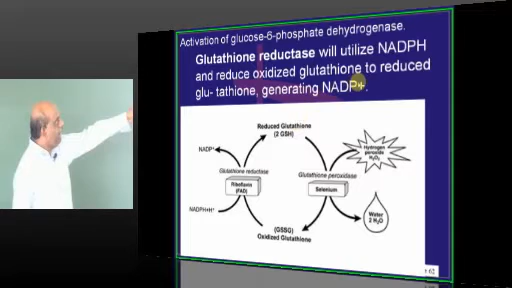 Activation of glucose-6-phosphate dehydrogenase.
Glutathione reductase will utilize NADPH
and reduce oxidized glutathione to reduced
glu- tathione, generating NADP+.
Reduced Glutathione
(2 GSH)
NADP+
Hydrogen
peroxide
H₂O₂
Glutathione reductase
Glutathione peroxidase
Riboflavin
(FAD)
Selenium
NADPH+H+
Water
2 H₂O
(GSSG)
Oxidized Glutathione
62